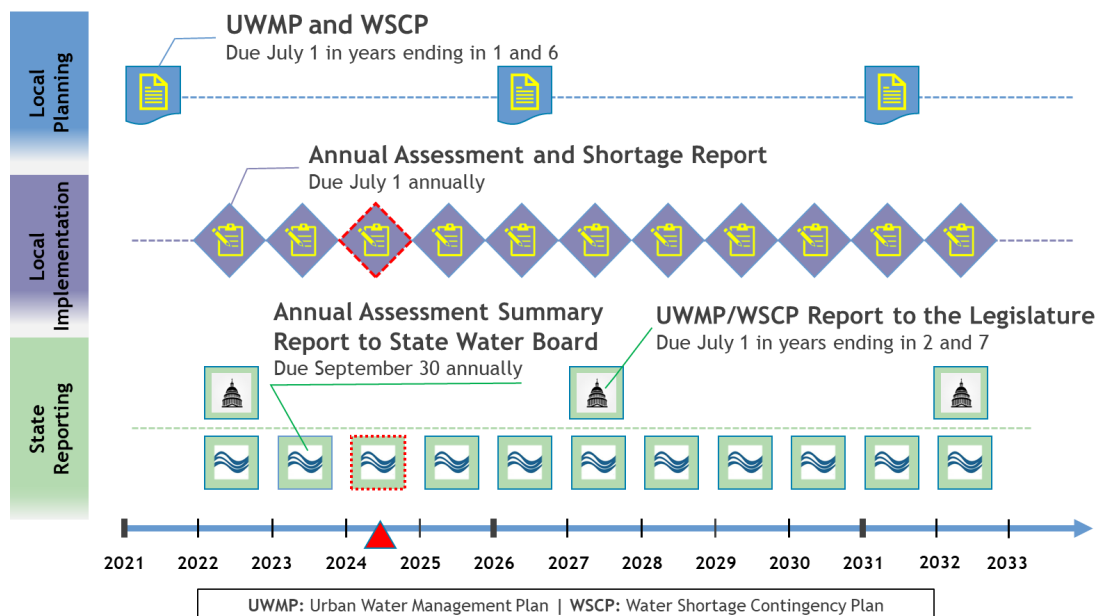 Local
Planning
UWMP and WSCP
Due July 1 in years ending in 1 and 6
Local
Implementation
Annual Assessment and Shortage Report
Due July 1 annually
State
Reporting
Annual Assessment Summary
Report to State Water Board
Due September 30 annually
UWMP/WSCP Report to the Legislature
Due July 1 in years ending in 2 and 7
2021 2022 2023 2024 2025 2026 2027 2028 2029 2030 2031 2032 2033
UWMP: Urban Water Management Plan | WSCP: Water Shortage Contingency Plan